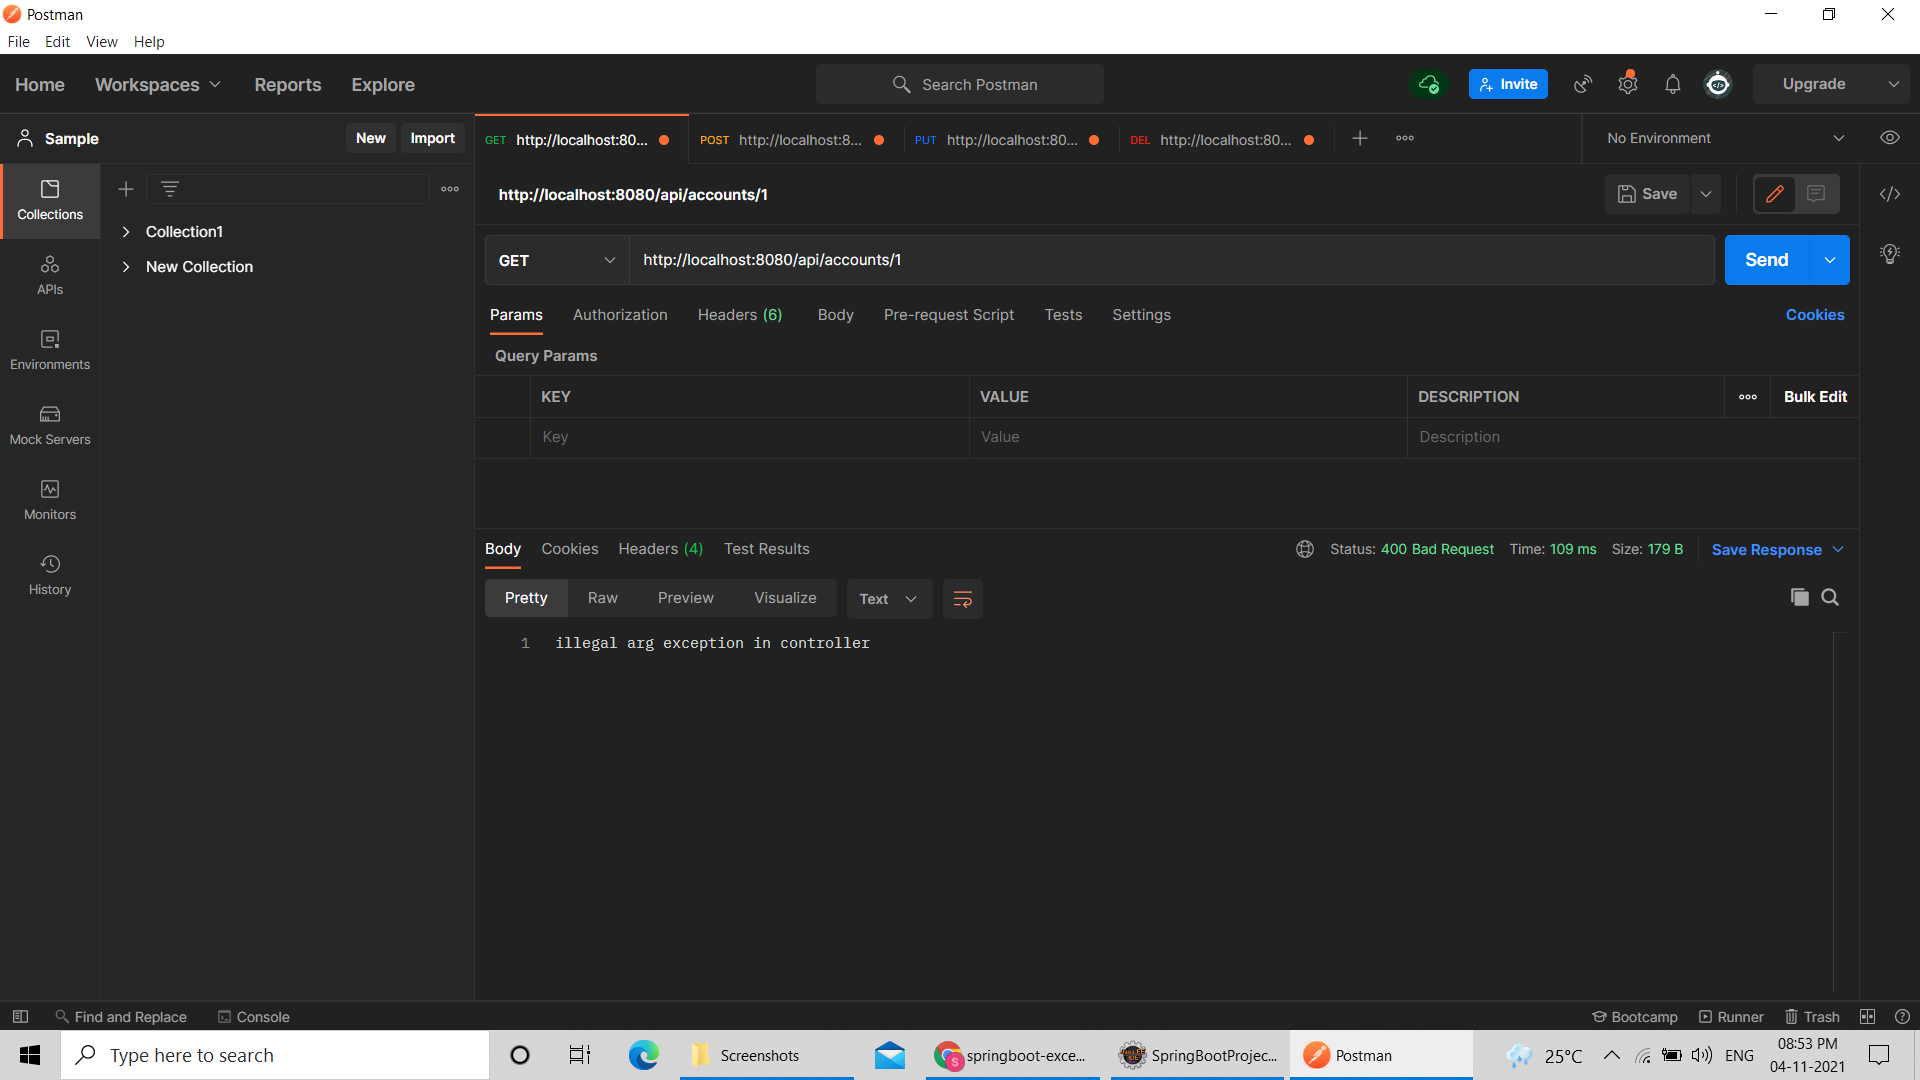 Postman
File Edit View Help
Home Workspaces Reports Explore Search Postman Invite Upgrade
Sample New Import
GET http://localhost:80... POST http://localhost:8... PUT http://localhost:80... DEL http://localhost:80... No Environment
http://localhost:8080/api/accounts/1 Save
Collections
APIs
Environments
Mock Servers
Monitors
History
Collection1
New Collection
GET http://localhost:8080/api/accounts/1 Send
Params Authorization Headers (6) Body Pre-request Script Tests Settings Cookies
Query Params
KEY VALUE DESCRIPTION Bulk Edit
Key Value Description
Body Cookies Headers (4) Test Results Status: 400 Bad Request Time: 109 ms Size: 179 B Save Response
Pretty Raw Preview Visualize Text
1 illegal arg exception in controller
Find and Replace Console Bootcamp Runner Trash
Type here to search Screenshots springboot-exce... SpringBootProjec... Postman 25°C ENG 08:53 PM
04-11-2021